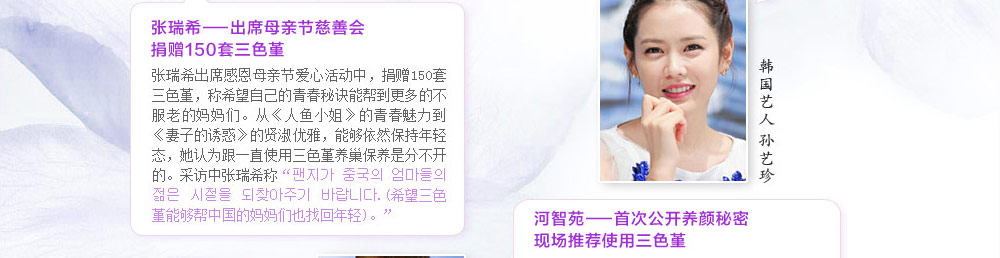 张瑞希——出席母亲节慈善会
捐赠150套三色堇
张瑞希出席感恩母亲节爱心活动中，捐赠150套
三色堇，称希望自己的青春秘诀能帮到更多的不
服老的妈妈们。从《人鱼小姐》的青春魅力到
《妻子的诱惑》的贤淑优雅，能够依然保持年轻
态，她认为跟一直使用三色堇养巢保养是分不开
的。采访中张瑞希称“팬지가 중국의 엄마들의
젊은 시절을 되찾아주기 바랍니다.(希望三色
堇能够帮中国的妈妈们也找回年轻)。”
韩国艺人 孙艺珍
河智苑——首次公开养颜秘密
现场推荐使用三色堇